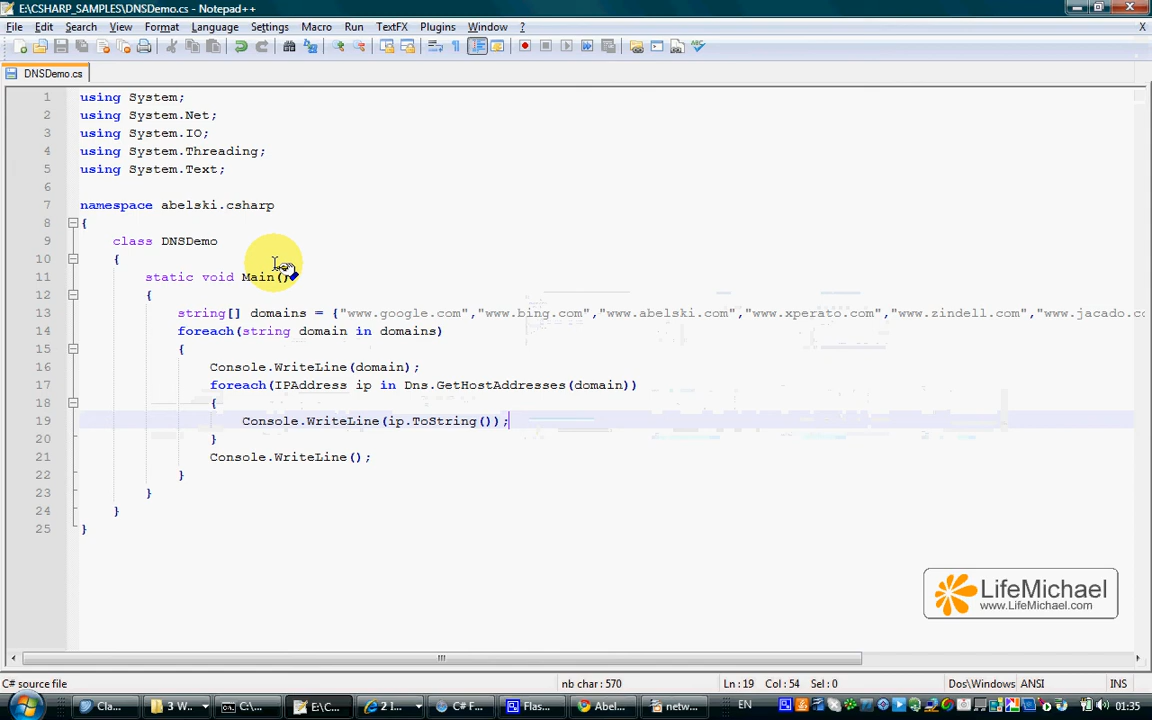 E:\CSHARP_SAMPLES\DNSDemo.cs - Notepad++
File Edit Search View Format Language Settings Macro Run TextFX Plugins Window ? X
DNSDemo.cs
1 using System;
2 using System.Net;
3 using System.IO;
4 using System.Threading;
5 using System.Text;
6
7 namespace abelski.csharp
8 {
9 class DNSDemo
10 {
11 static void Main()
12 {
13 string[] domains = {"www.google.com","www.bing.com","www.abelski.com","www.xperato.com","www.zindell.com","www.jacado.co
14 foreach(string domain in domains)
15 {
16 Console.WriteLine(domain);
17 foreach(IPAddress ip in Dns.GetHostAddresses(domain))
18 {
19 Console.WriteLine(ip.ToString());
20 }
21 Console.WriteLine();
22 }
23 }
24 }
25 }
LifeMichael
www.LifeMichael.com
C# source file nb char : 570 Ln : 19 Col : 54 Sel : 0 Dos\Windows ANSI INS
Cla... 3 W... C:\... E:\C... 2 I... C# F... Flas... Abel... netw... EN 01:35